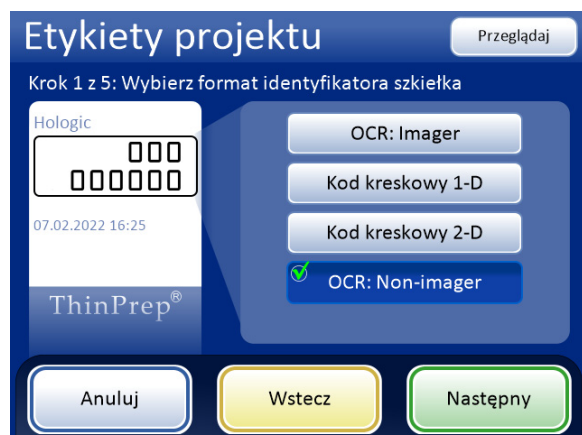 Etykiety projektu
Przeglądaj
Krok 1 z 5: Wybierz format identyfikatora szkiełka
Hologic
000
000000
07.02.2022 16:25
ThinPrep®
OCR: Imager
Kod kreskowy 1-D
Kod kreskowy 2-D
OCR: Non-imager
Anuluj
Wstecz
Następny